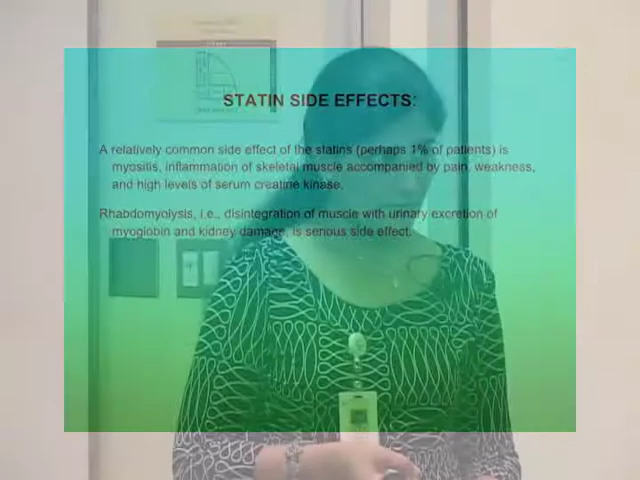 STATIN SIDE EFFECTS:
A relatively common side effect of the statins (perhaps 1% of patients) is
myositis, inflammation of skeletal muscle accompanied by pain, weakness,
and high levels of serum creatine kinase.
Rhabdomyolysis, i.e., disintegration of muscle with urinary excretion of
myoglobin and kidney damage, is serious side effect.